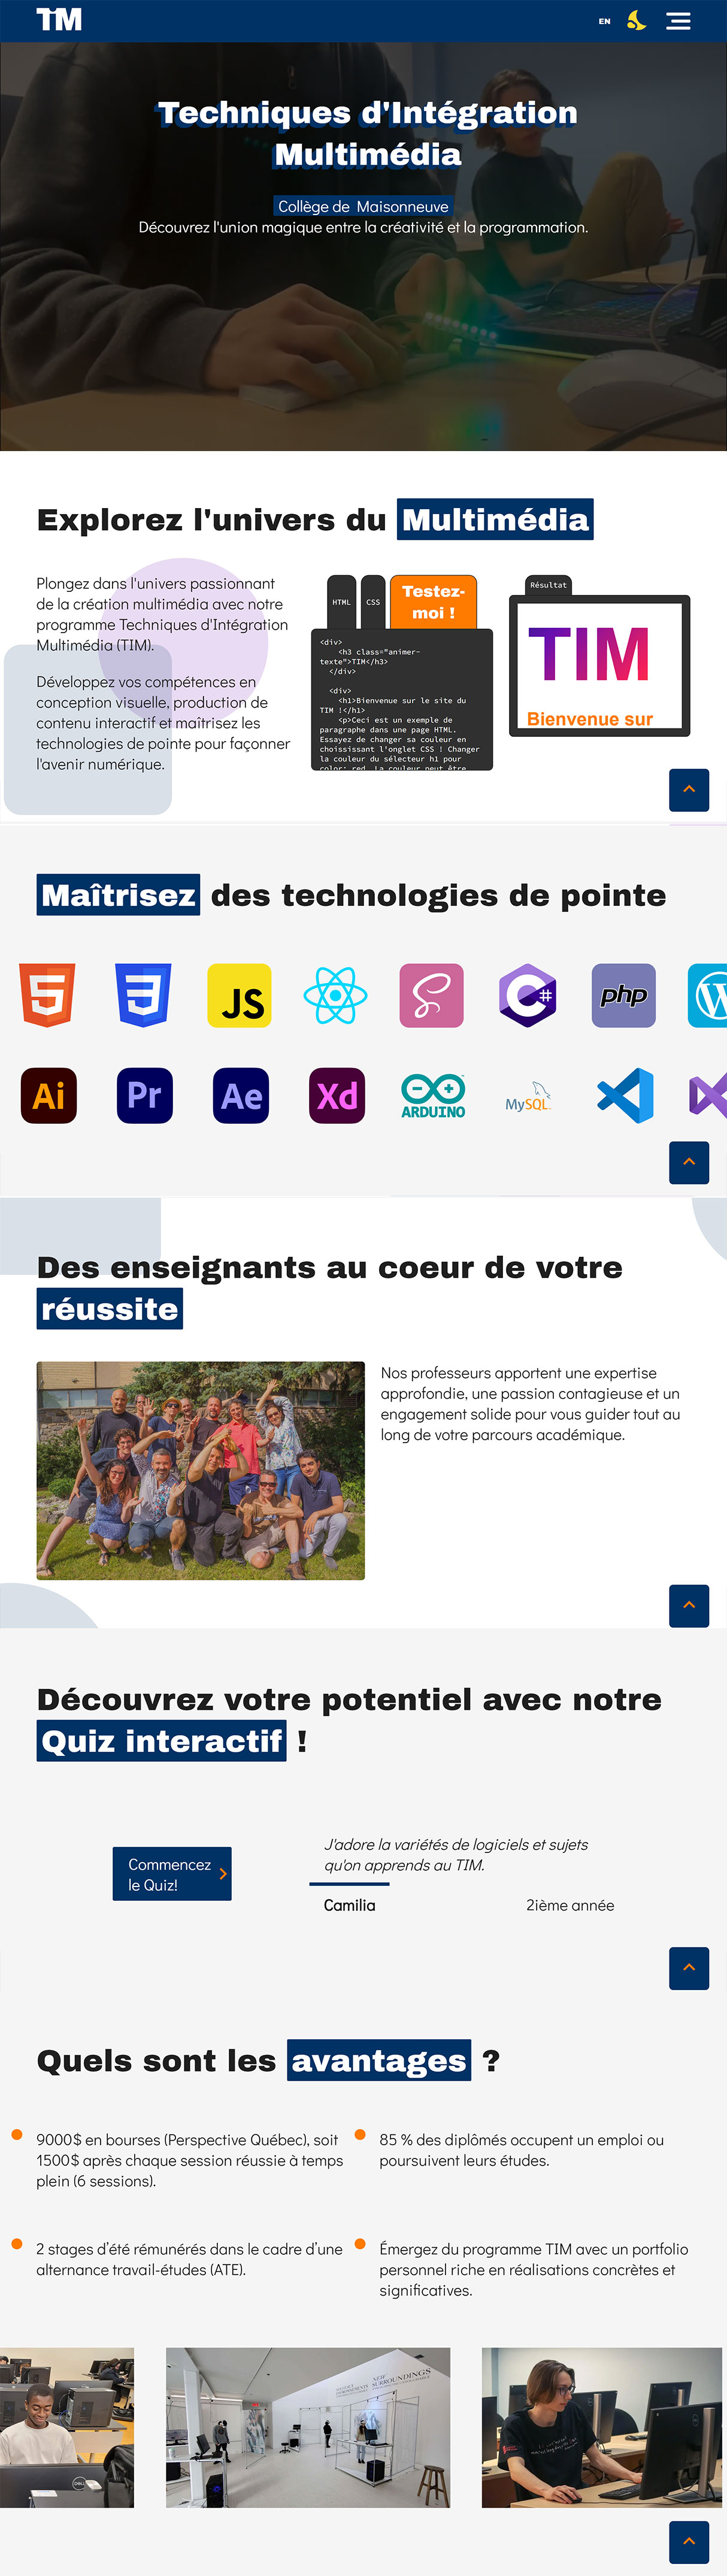 TIM
EN
Techniques d'Intégration
Multimédia
Collège de Maisonneuve
Découvrez l'union magique entre la créativité et la programmation.
Explorez l'univers du Multimédia
Plongez dans l'univers passionnant
de la création multimédia avec notre
programme Techniques d'Intégration
Multimédia (TIM).
Développez vos compétences en
conception visuelle, production de
contenu interactif et maîtrisez les
technologies de pointe pour façonner
l'avenir numérique.
HTML
CSS
Testez-
moi !
<div>
<h3 class="animer-
texte">TIM</h3>
</div>
<div>
<h1>Bienvenue sur le site du
TIM !</h1>
<p>Ceci est un exemple de
paragraphe dans une page HTML.
Essayez de changer sa couleur en
choississant l'onglet CSS ! Changer
la couleur du sélecteur h1 pour
color: red. La couleur peut être
Résultat
TIM
Bienvenue sur
Maîtrisez des technologies de pointe
5
3
JS
C#
php
W
Ai
Pr
Ae
Xd
ARDUINO
MySQL
Des enseignants au coeur de votre
réussite
Nos professeurs apportent une expertise
approfondie, une passion contagieuse et un
engagement solide pour vous guider tout au
long de votre parcours académique.
Découvrez votre potentiel avec notre
Quiz interactif !
Commencez
le Quiz!
J'adore la variétés de logiciels et sujets
qu'on apprends au TIM.
Camilia
2ième année
Quels sont les avantages ?
9000$ en bourses (Perspective Québec), soit
1500$ après chaque session réussie à temps
plein (6 sessions).
85 % des diplômés occupent un emploi ou
poursuivent leurs études.
2 stages d'été rémunérés dans le cadre d'une
alternance travail-études (ATE).
Émergez du programme TIM avec un portfolio
personnel riche en réalisations concrètes et
significatives.
DELL
SURROUNDINGS